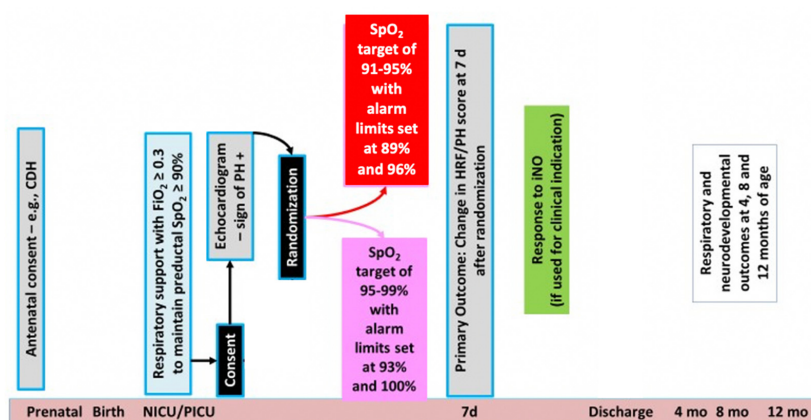 Antenatal consent – e.g., CDH
Respiratory support with FiO₂ ≥ 0.3
to maintain preductal SpO₂ ≥ 90%
Echocardiogram
– sign of PH +
Consent
Randomization
SpO₂
target of
91-95%
with
alarm
limits set
at 89%
and 96%
SpO₂
target of
95-99%
with
alarm
limits set
at 93%
and 100%
Primary Outcome: Change in HRF/PH score at 7 d
after randomization
Response to iNO
(if used for clinical indication)
Respiratory and
neurodevelopmental
outcomes at 4, 8 and
12 months of age
Prenatal Birth NICU/PICU 7d Discharge 4 mo 8 mo 12 mo